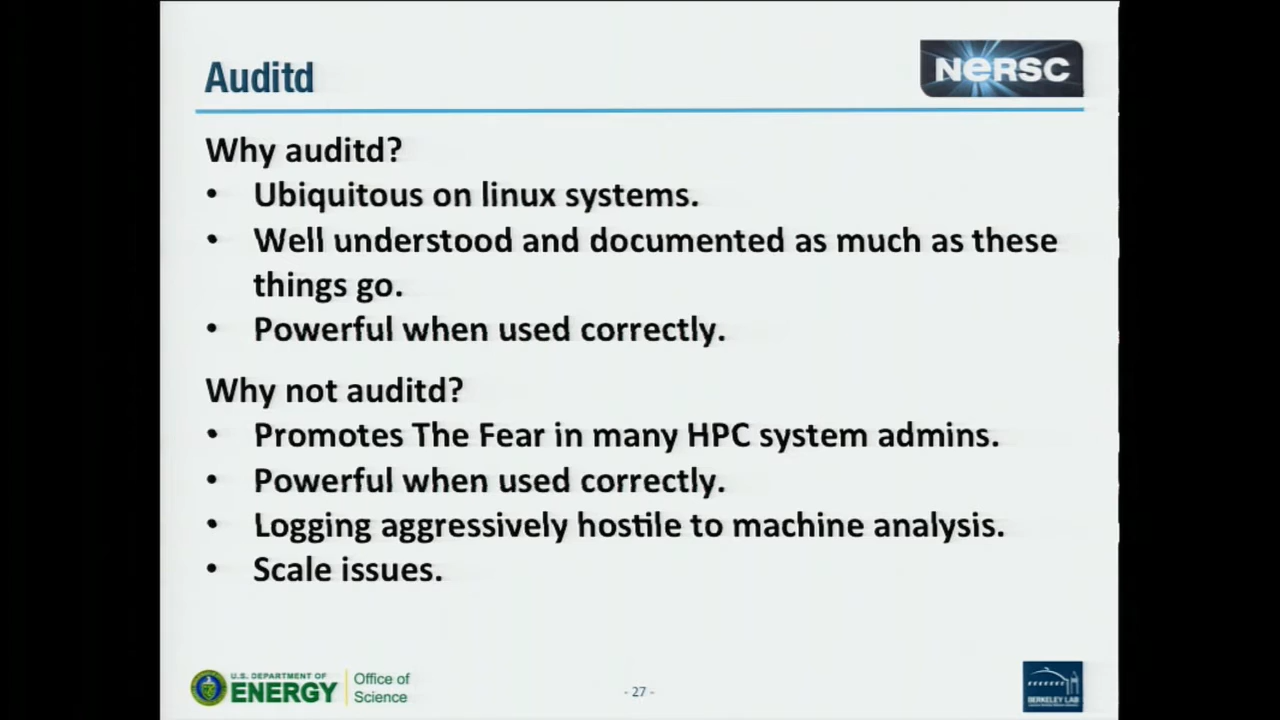 Auditd
NERSC
Why auditd?
• Ubiquitous on linux systems.
• Well understood and documented as much as these
things go.
• Powerful when used correctly.
Why not auditd?
• Promotes The Fear in many HPC system admins.
• Powerful when used correctly.
• Logging aggressively hostile to machine analysis.
• Scale issues.
U.S. DEPARTMENT OF
ENERGY
Office of
Science
- 27 -
BERKELEY LAB